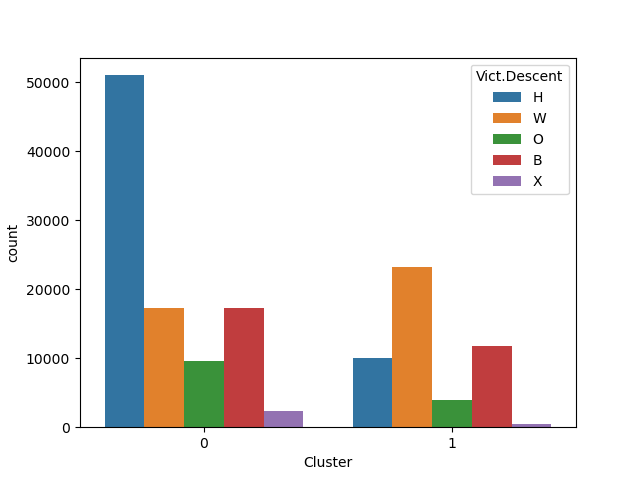 Vict.Descent
H
W
O
B
X
50000
40000
30000
20000
10000
0
count
0 1
Cluster